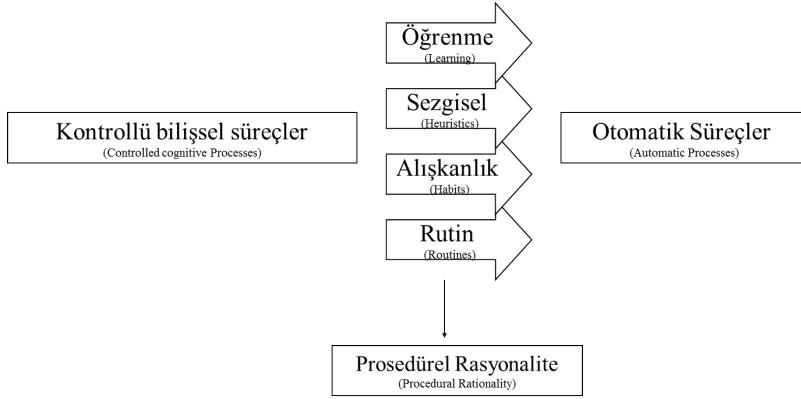 Öğrenme
(Learning)
Sezgisel
(Heuristics)
Kontrollü bilişsel süreçler
(Controlled cognitive Processes)
Otomatik Süreçler
(Automatic Processes)
Alışkanlık
(Habits)
Rutin
(Routines)
Prosedürel Rasyonalite
(Procedural Rationality)